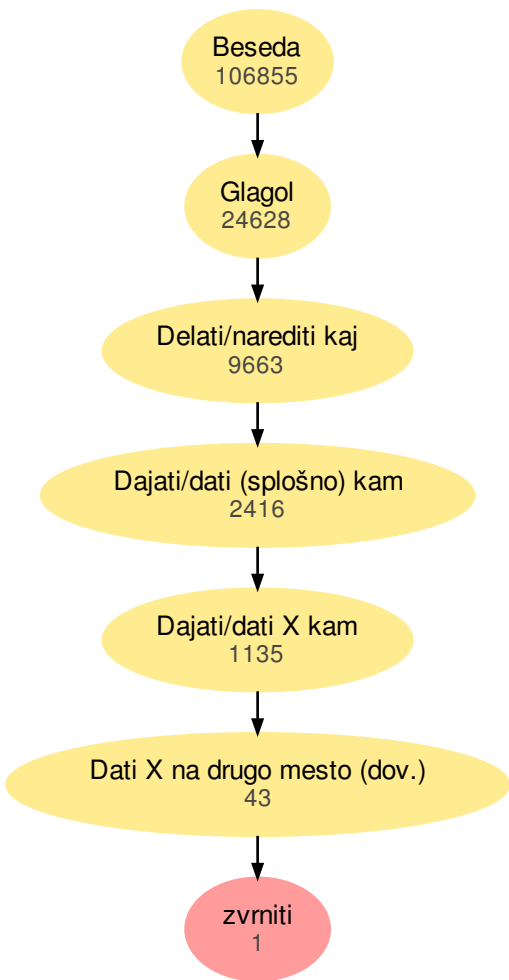 Beseda
106855
Glagol
24628
Delati/narediti kaj
9663
Dajati/dati (splošno) kam
2416
Dajati/dati X kam
1135
Dati X na drugo mesto (dov.)
43
zvrniti
1